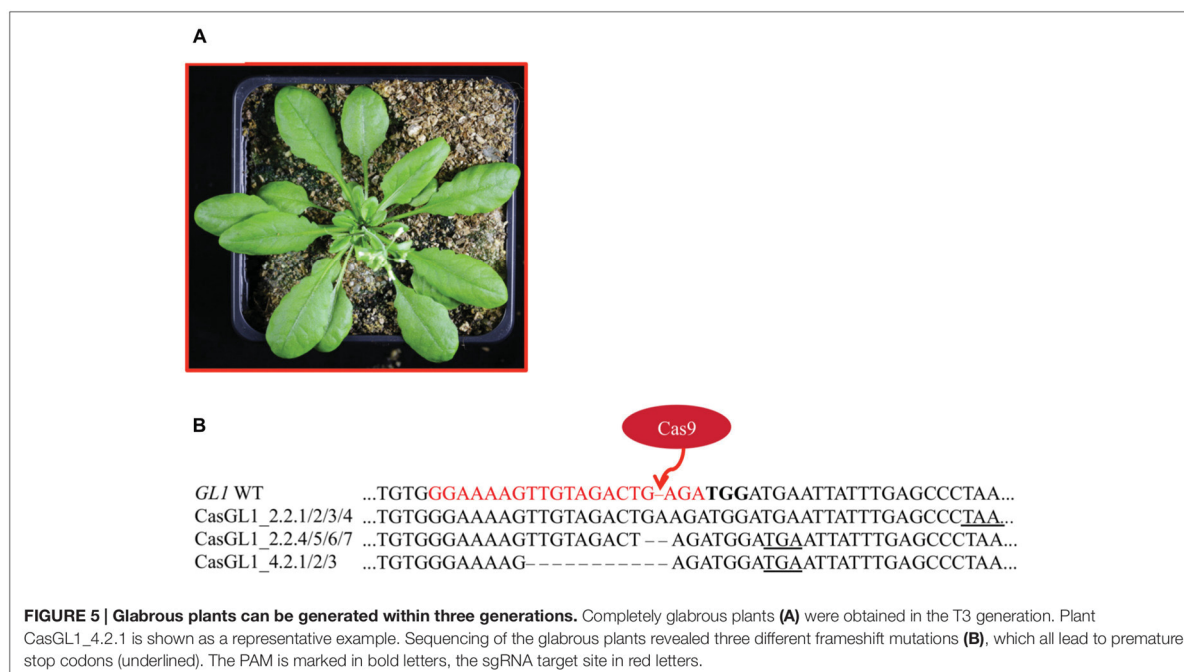 A
B
Cas9
GL1 WT ...TGTGGGAAAAGTTGTAGACTG–AGATGGATGAATTATTTGAGCCCTAA...
CasGL1_2.2.1/2/3/4 ...TGTGGGAAAAGTTGTAGACTGAAGATGGATGAATTATTTGAGCCCTAA...
CasGL1_2.2.4/5/6/7 ...TGTGGGAAAAGTTGTAGACT– –AGATGGATGAATTATTTGAGCCCTAA...
CasGL1_4.2.1/2/3 ...TGTGGGAAAAG– – – – – – – – – – –AGATGGATGAATTATTTGAGCCCTAA...
FIGURE 5 | Glabrous plants can be generated within three generations. Completely glabrous plants (A) were obtained in the T3 generation. Plant
CasGL1_4.2.1 is shown as a representative example. Sequencing of the glabrous plants revealed three different frameshift mutations (B), which all lead to premature
stop codons (underlined). The PAM is marked in bold letters, the sgRNA target site in red letters.